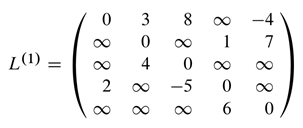 0 3 8 ∞ −4
∞ 0 ∞ 1 7
L⁽¹⁾ = ∞ 4 0 ∞ ∞
2 ∞ −5 0 ∞
∞ ∞ ∞ 6 0